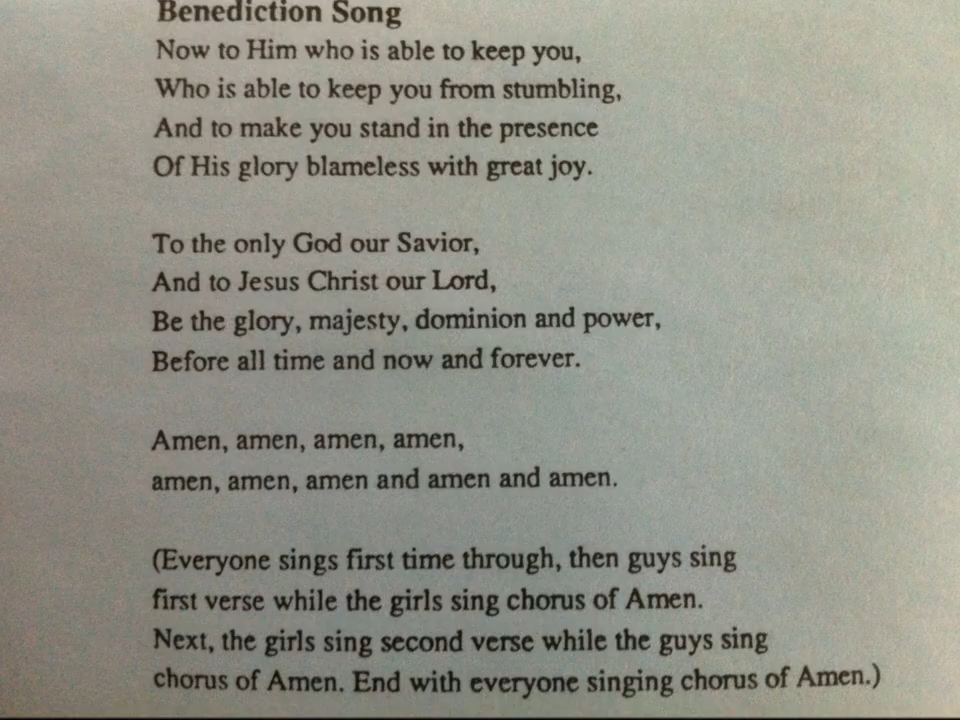 Benediction Song
Now to Him who is able to keep you,
Who is able to keep you from stumbling,
And to make you stand in the presence
Of His glory blameless with great joy.
To the only God our Savior,
And to Jesus Christ our Lord,
Be the glory, majesty, dominion and power,
Before all time and now and forever.
Amen, amen, amen, amen,
amen, amen, amen and amen and amen.
(Everyone sings first time through, then guys sing
first verse while the girls sing chorus of Amen.
Next, the girls sing second verse while the guys sing
chorus of Amen. End with everyone singing chorus of Amen.)